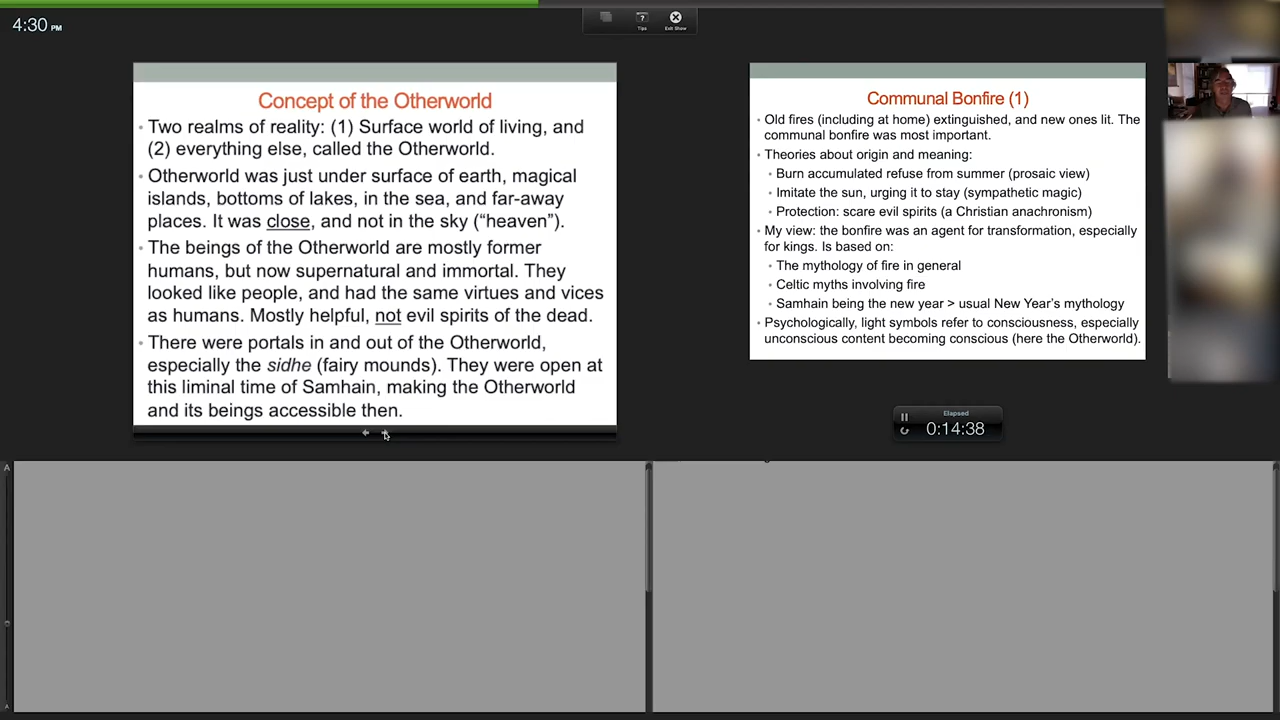 4:30 PM
Tips
Exit Show
Concept of the Otherworld
• Two realms of reality: (1) Surface world of living, and
(2) everything else, called the Otherworld.
• Otherworld was just under surface of earth, magical
islands, bottoms of lakes, in the sea, and far-away
places. It was close, and not in the sky (“heaven”).
• The beings of the Otherworld are mostly former
humans, but now supernatural and immortal. They
looked like people, and had the same virtues and vices
as humans. Mostly helpful, not evil spirits of the dead.
• There were portals in and out of the Otherworld,
especially the sidhe (fairy mounds). They were open at
this liminal time of Samhain, making the Otherworld
and its beings accessible then.
Communal Bonfire (1)
• Old fires (including at home) extinguished, and new ones lit. The
communal bonfire was most important.
• Theories about origin and meaning:
• Burn accumulated refuse from summer (prosaic view)
• Imitate the sun, urging it to stay (sympathetic magic)
• Protection: scare evil spirits (a Christian anachronism)
• My view: the bonfire was an agent for transformation, especially
for kings. Is based on:
• The mythology of fire in general
• Celtic myths involving fire
• Samhain being the new year > usual New Year’s mythology
• Psychologically, light symbols refer to consciousness, especially
unconscious content becoming conscious (here the Otherworld).
Elapsed
0:14:38
A
A